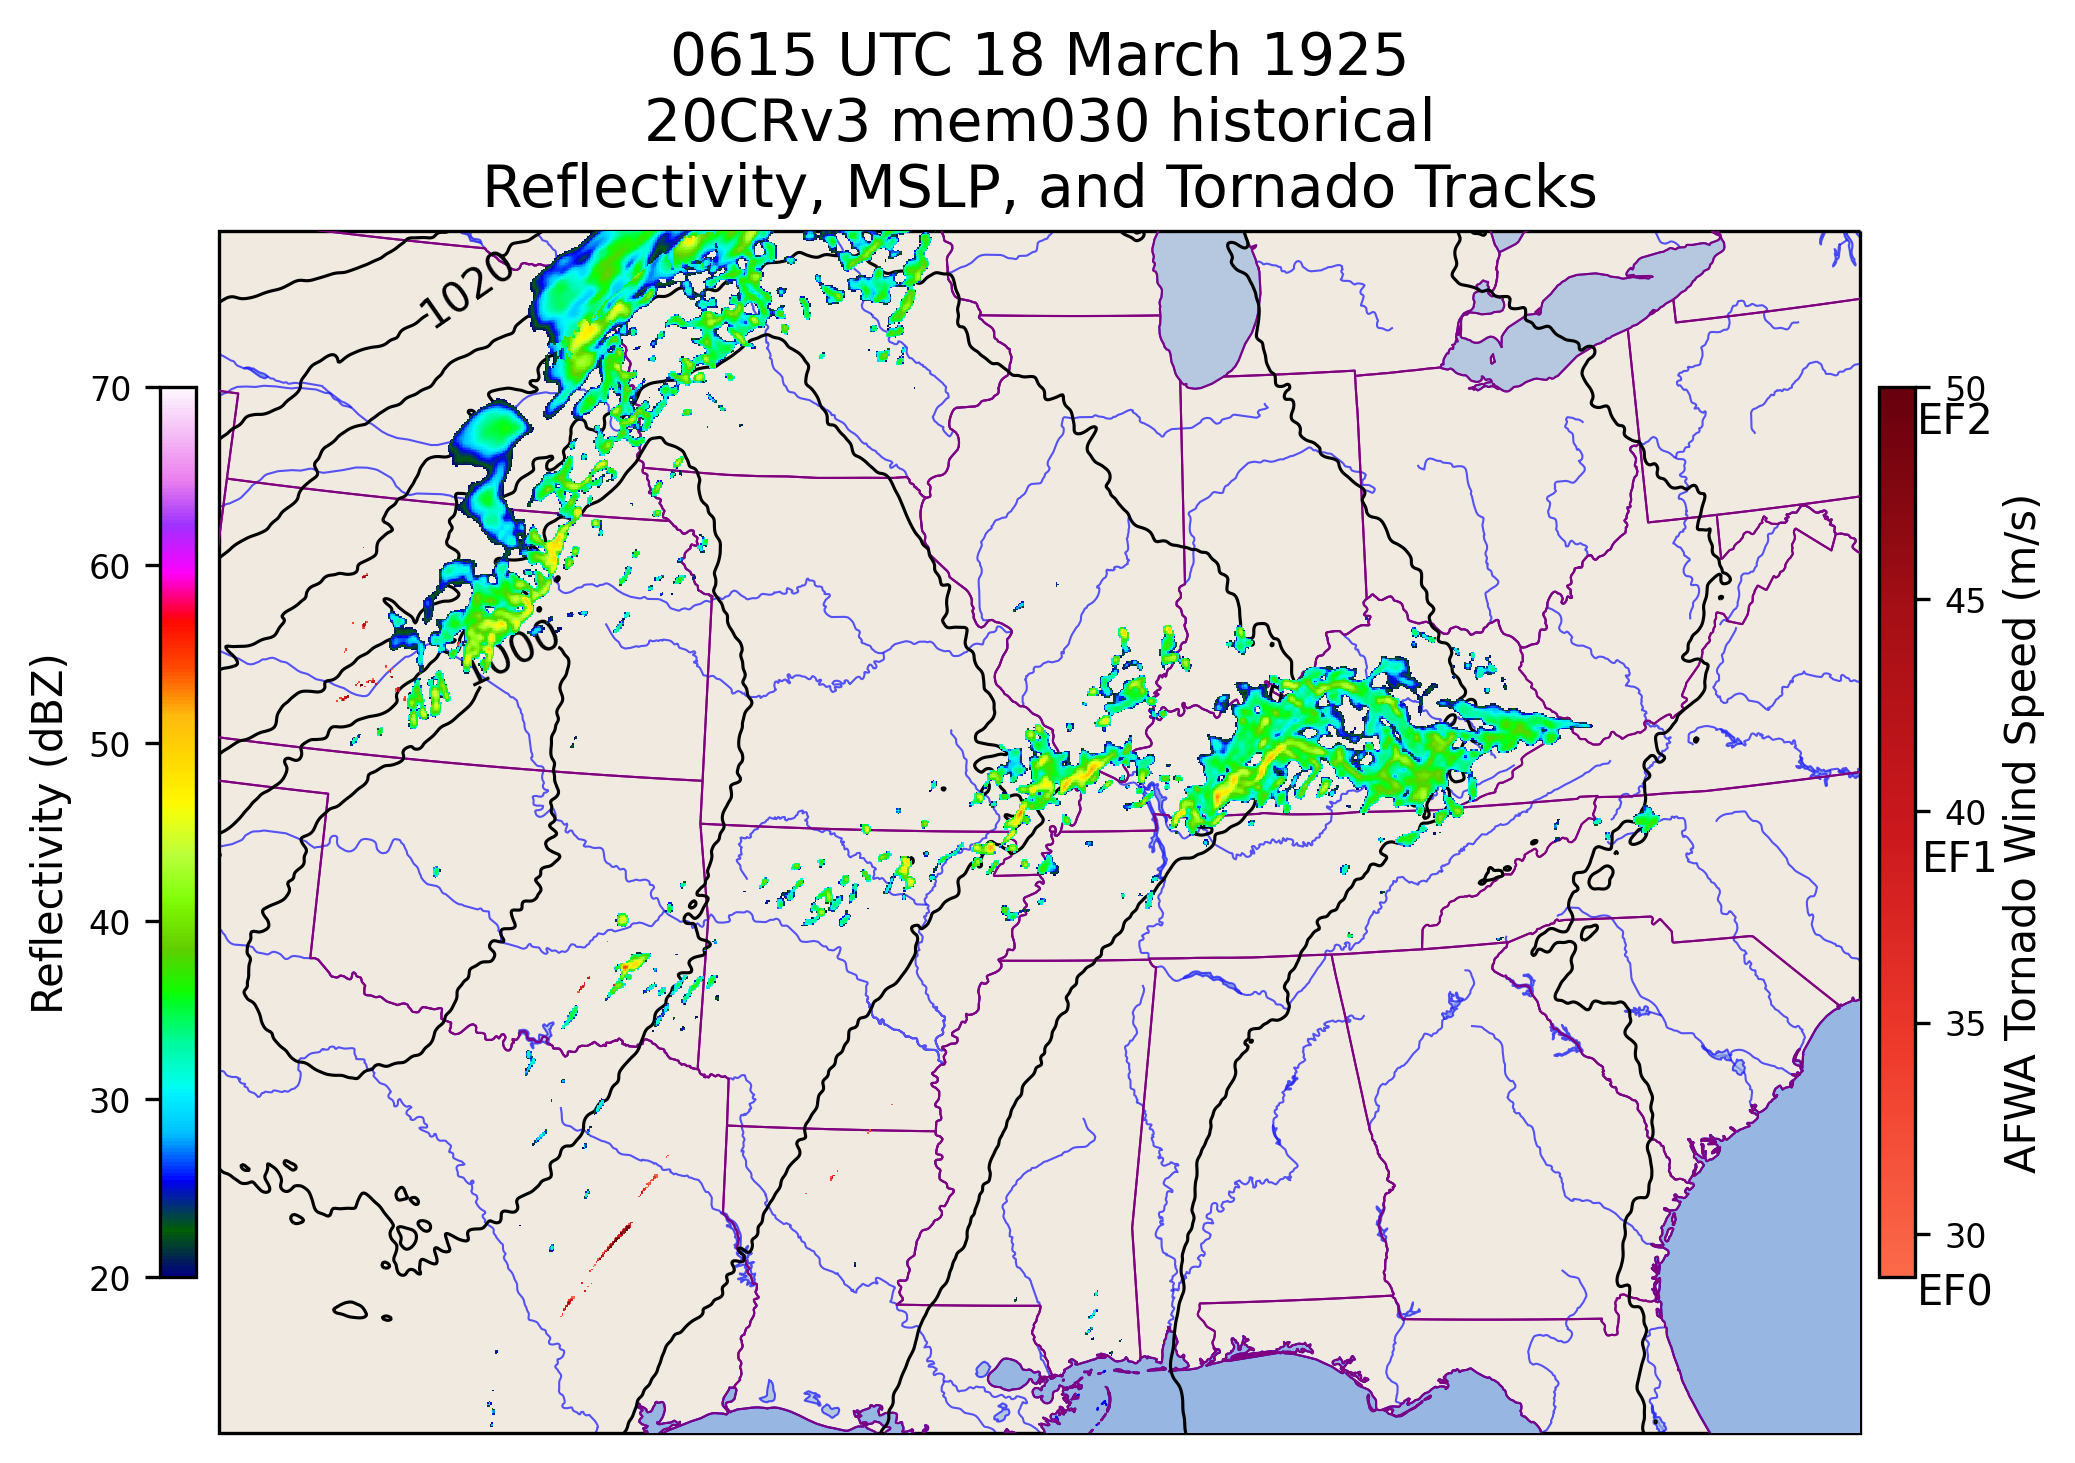 0615 UTC 18 March 1925
20CRv3 mem030 historical
Reflectivity, MSLP, and Tornado Tracks
1020
1000
70
60
50
40
30
20
Reflectivity (dBZ)
50
EF2
45
40
EF1
35
30
EF0
AFWA Tornado Wind Speed (m/s)